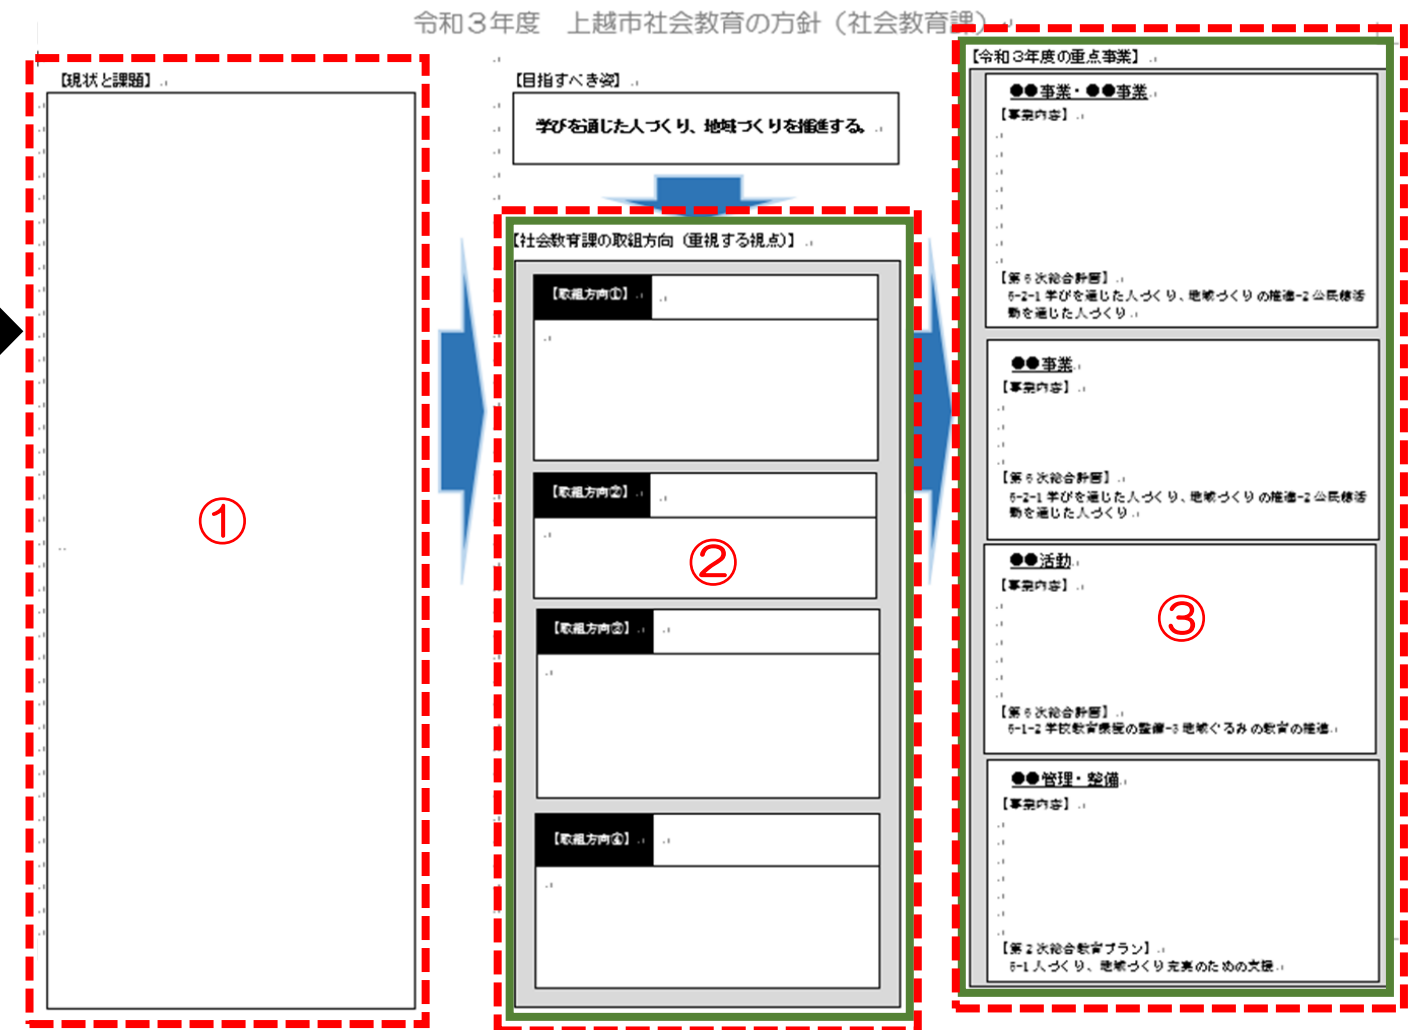 令和３年度　上越市社会教育の方針（社会教育課）
【現状と課題】
①
【目指すべき姿】
学びを通じた人づくり、地域づくりを推進する。
【社会教育課の取組方向（重視する視点）】
【取組方向①】
【取組方向②】
②
【取組方向③】
【取組方向④】
【令和３年度の重点事業】
●●事業・●●事業
【事業内容】
【第６次総合計画】
6-2-1 学びを通じた人づくり、地域づくりの推進-2 公民館活
動を通じた人づくり
●●事業
【事業内容】
【第６次総合計画】
6-2-1 学びを通じた人づくり、地域づくりの推進-2 公民館活
動を通じた人づくり
●●活動
【事業内容】
③
【第６次総合計画】
6-1-2 学校教育環境の整備-3 地域ぐるみの教育の推進
●●管理・整備
【事業内容】
【第２次総合教育プラン】
6-1 人づくり、地域づくり充実のための支援